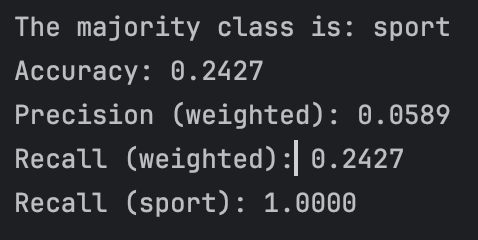 The majority class is: sport
Accuracy: 0.2427
Precision (weighted): 0.0589
Recall (weighted): 0.2427
Recall (sport): 1.0000